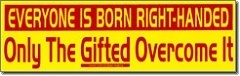 EVERYONE IS BORN RIGHT-HANDED
Only The Gifted Overcome It